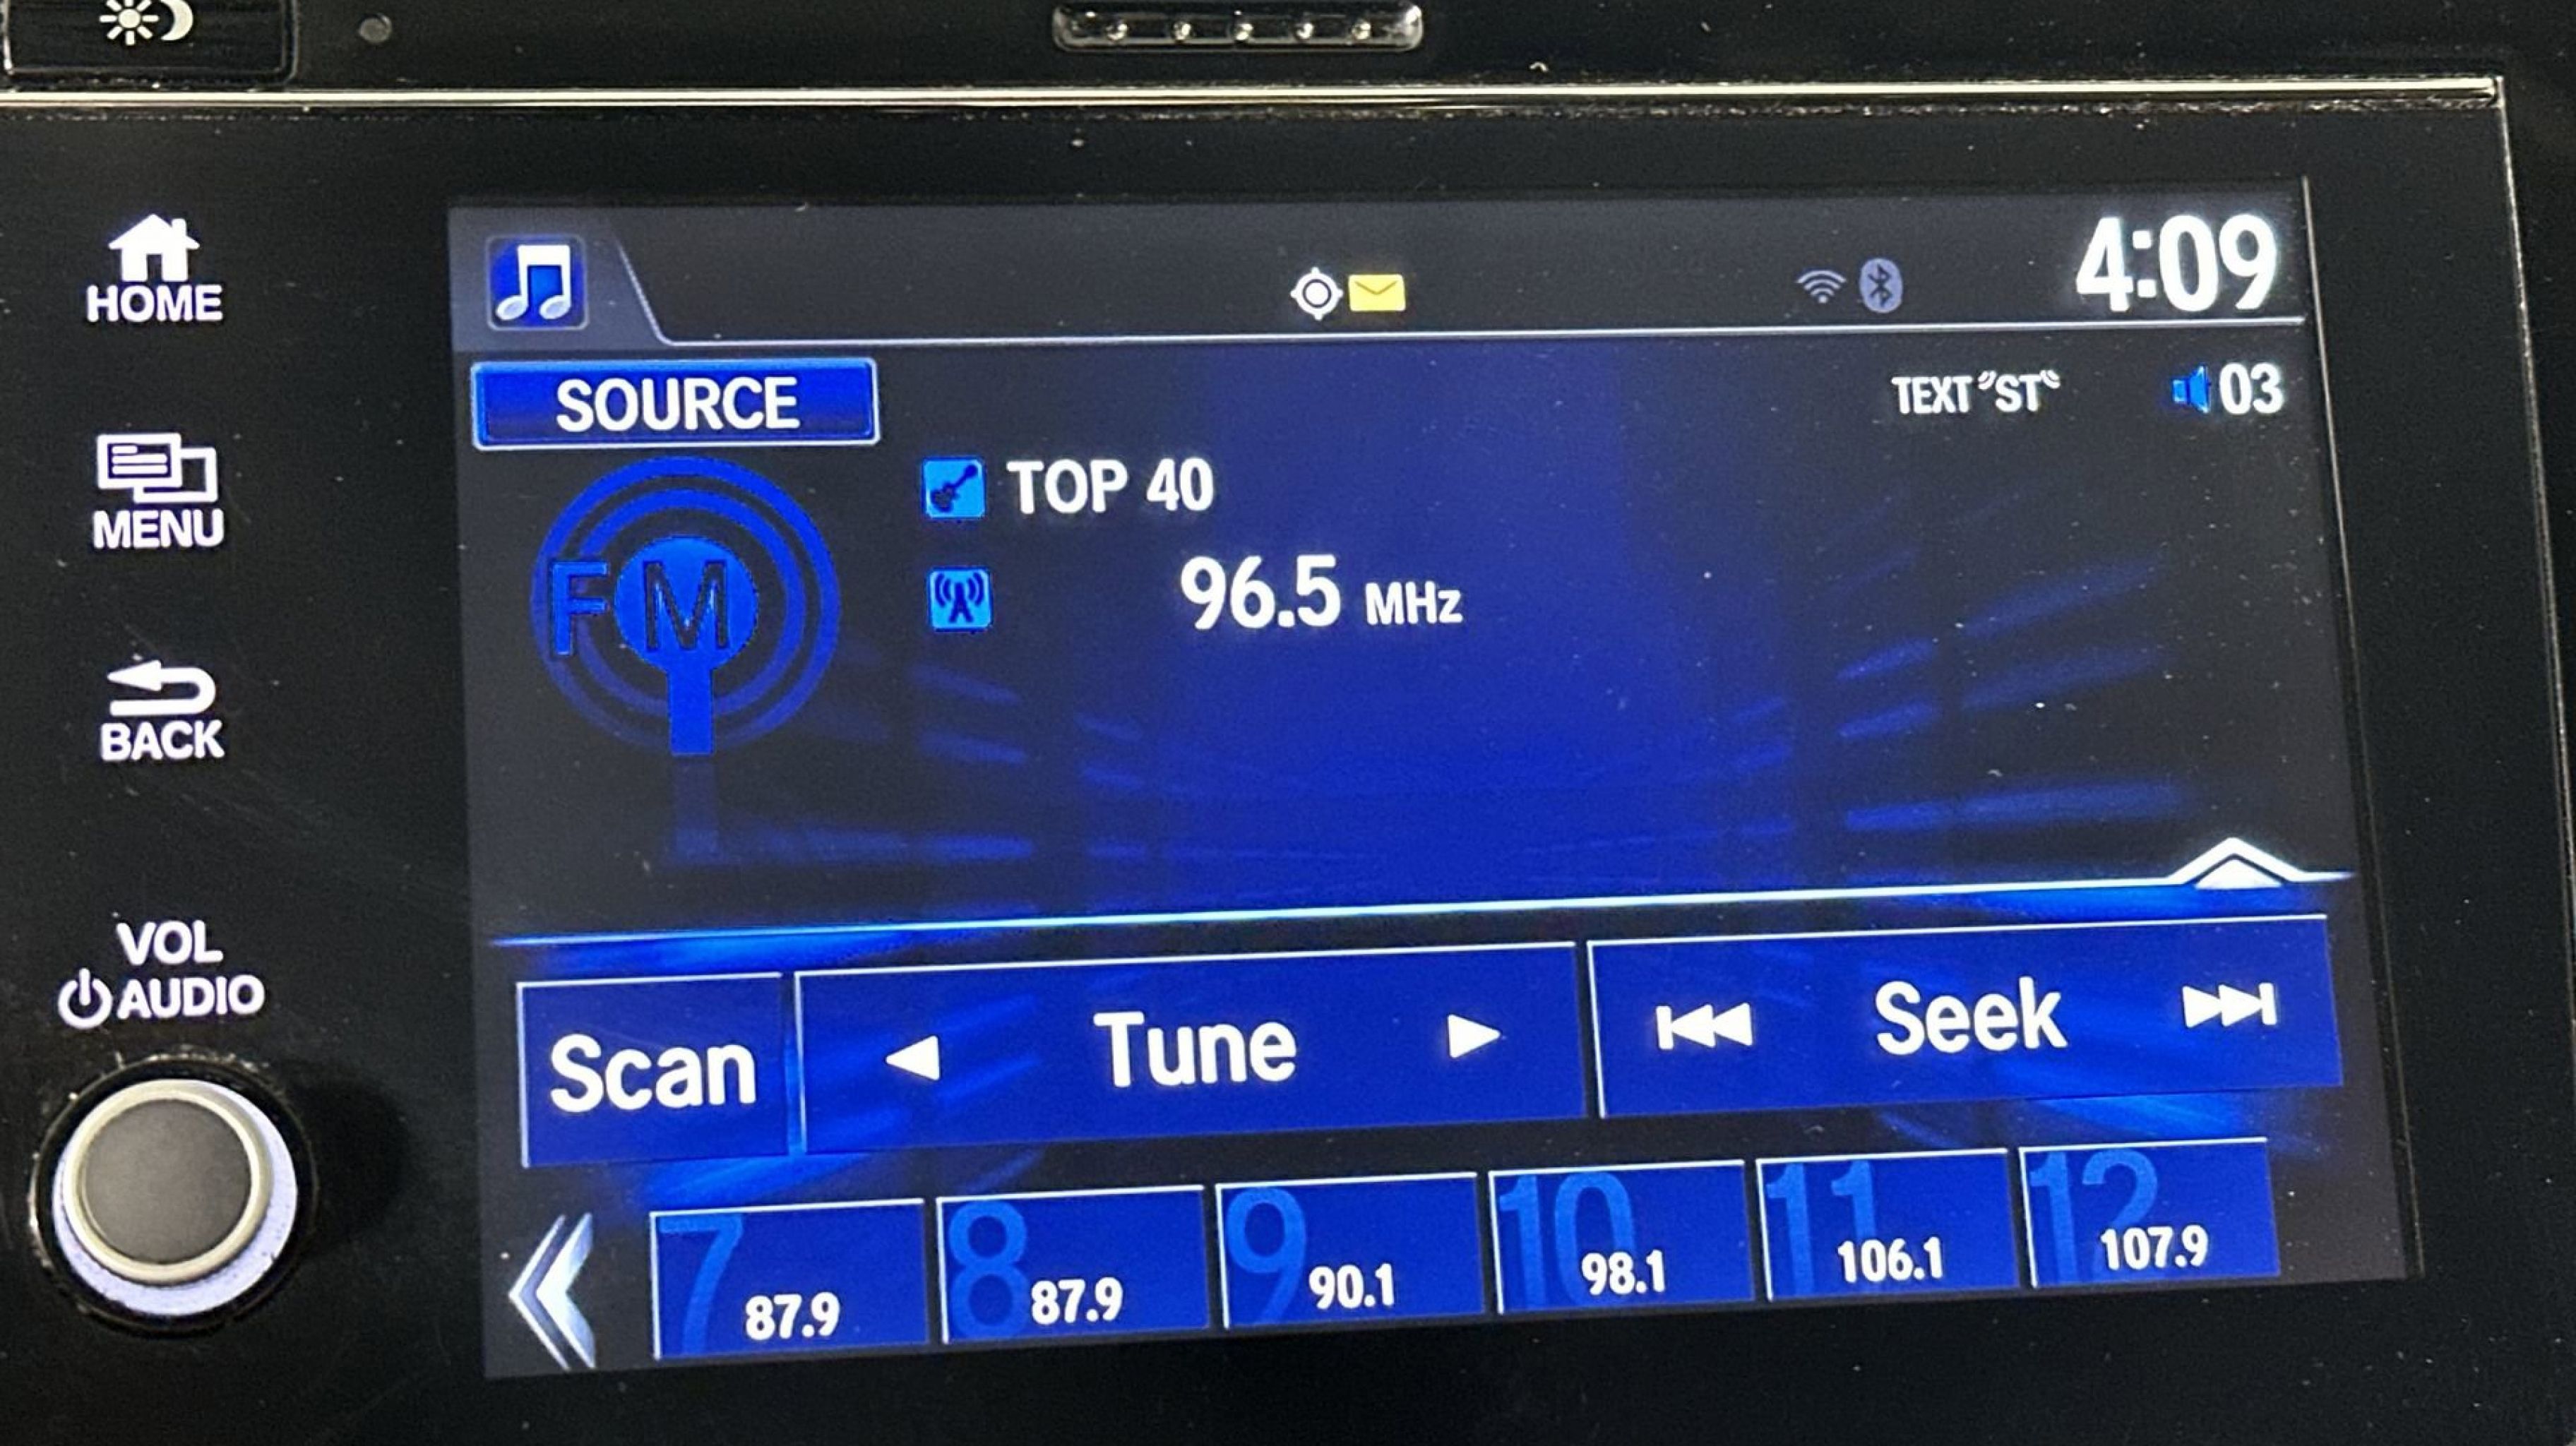 HOME
MENU
BACK
VOL
AUDIO
4:09
SOURCE
TEXT "ST"
03
TOP 40
FM
96.5 MHz
Scan
Tune
Seek
7 87.9
8 87.9
9 90.1
10 98.1
11 106.1
12 107.9